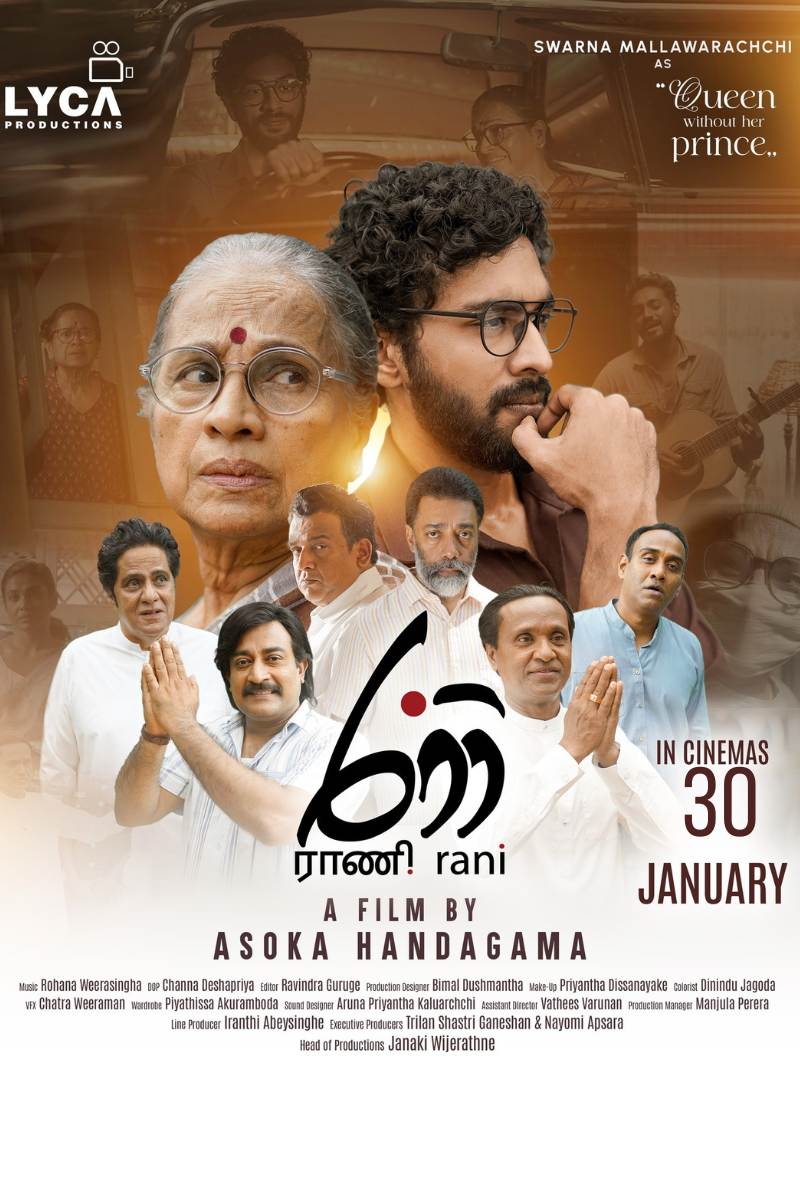 LYCA
PRODUCTIONS
SWARNA MALLAWARACHCHI
AS
"Queen
without her
prince„
ராணி! rani
IN CINEMAS
30
JANUARY
A FILM BY
ASOKA HANDAGAMA
Music Rohana Weerasingha DOP Channa Deshapriya Editor Ravindra Guruge Production Designer Bimal Dushmantha Make-Up Priyantha Dissanayake Colorist Dinindu Jagoda
VFX Chatra Weeraman Wardrobe Piyathissa Akuramboda Sound Designer Aruna Priyantha Kaluarchchi Assistant Director Vathees Varunan Production Manager Manjula Perera
Line Producer Iranthi Abeysinghe Executive Producers Trilan Shastri Ganeshan & Nayomi Apsara
Head of Productions Janaki Wijerathne